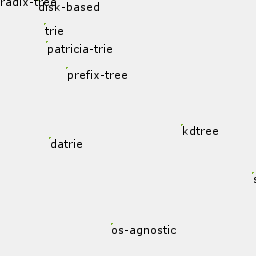 radix-tree
disk-based
trie
patricia-trie
prefix-tree
kdtree
datrie
os-agnostic